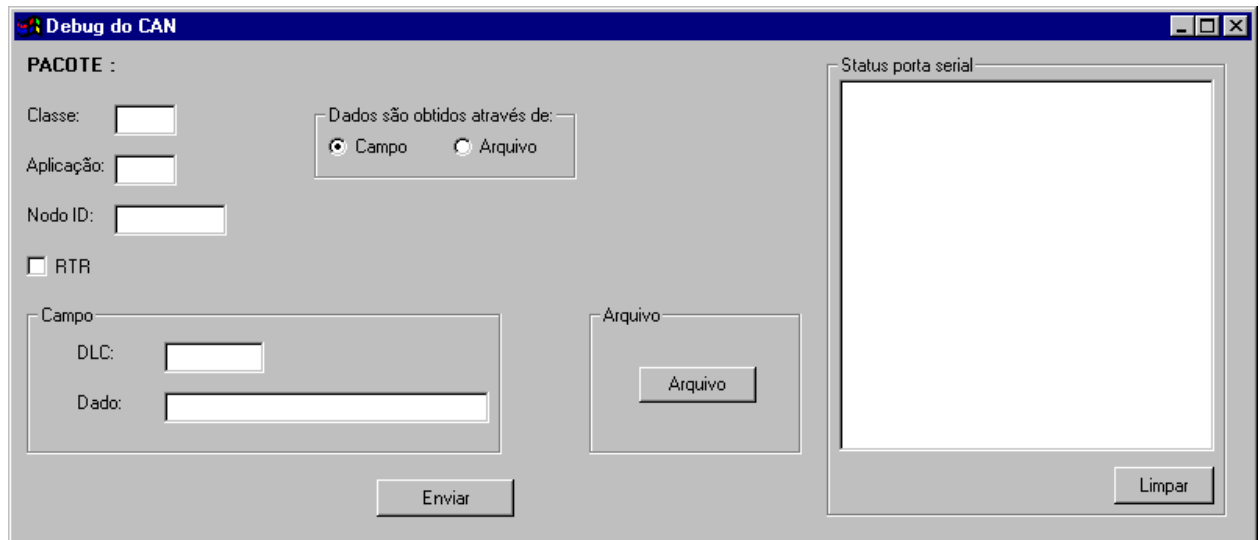 Debug do CAN
PACOTE :
Classe:
Aplicação:
Nodo ID:
RTR
Dados são obtidos através de:
Campo Arquivo
Campo
DLC:
Dado:
Arquivo
Arquivo
Enviar
Status porta serial
Limpar